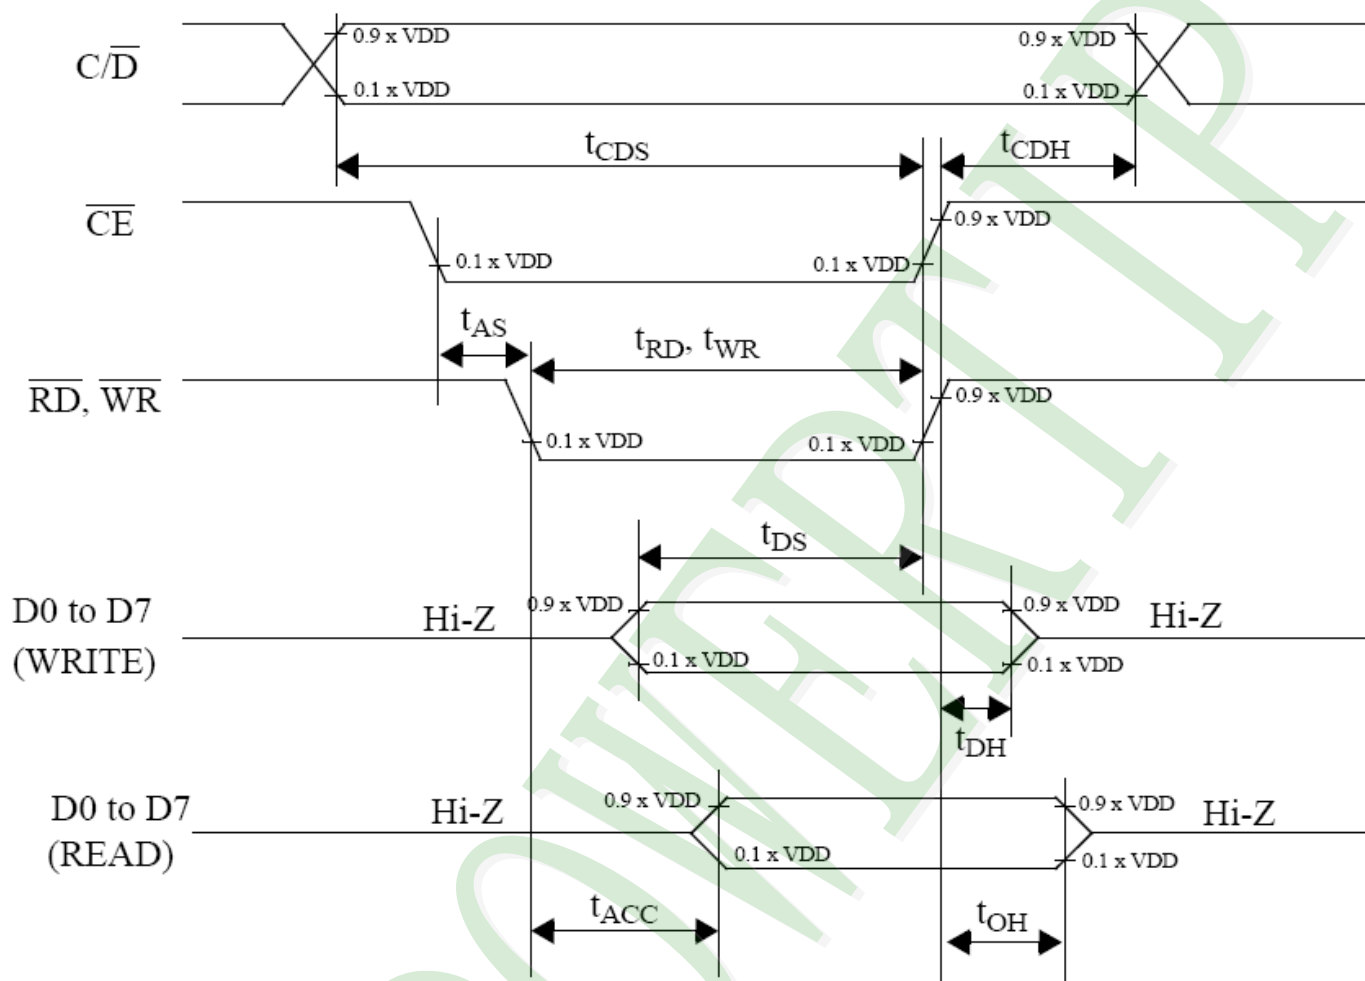 C/D̅
0.9 x VDD
0.9 x VDD
0.1 x VDD
0.1 x VDD
tCDS
tCDH
C̅E̅
0.9 x VDD
0.1 x VDD
0.1 x VDD
tAS
tRD, tWR
R̅D̅, W̅R̅
0.9 x VDD
0.1 x VDD
0.1 x VDD
tDS
D0 to D7
(WRITE)
Hi-Z
0.9 x VDD
0.9 x VDD
Hi-Z
0.1 x VDD
0.1 x VDD
tDH
D0 to D7
(READ)
Hi-Z
0.9 x VDD
0.9 x VDD
Hi-Z
0.1 x VDD
0.1 x VDD
tACC
tOH
OWERTIP